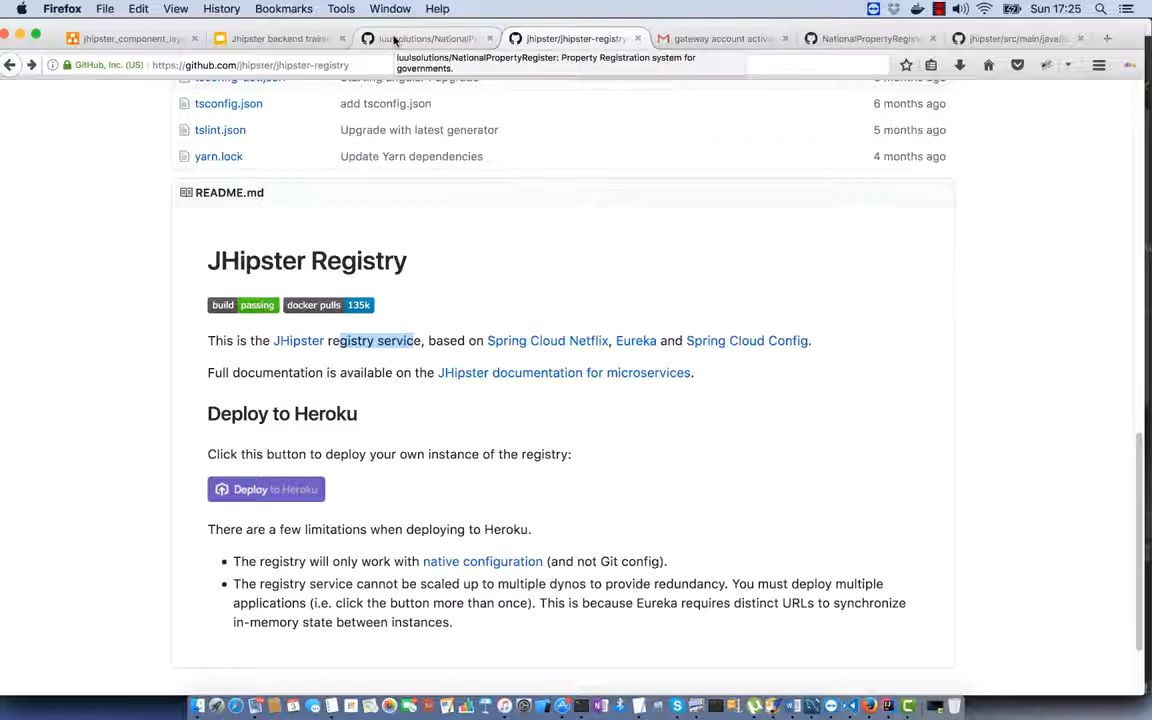 Firefox File Edit View History Bookmarks Tools Window Help Sun 17:25
jhipster_component_lay Jhipster backend traine luulsolutions/NationalP jhipster/jhipster-registry gateway account activa NationalPropertyRegiste jhipster/src/main/java/
GitHub, Inc. (US) https://github.com/jhipster/jhipster-registry
luulsolutions/NationalPropertyRegister: Property Registration system for
governments.
tsconfig.json add tsconfig.json 6 months ago
tslint.json Upgrade with latest generator 5 months ago
yarn.lock Update Yarn dependencies 4 months ago
README.md
JHipster Registry
build passing docker pulls 135k
This is the JHipster registry service, based on Spring Cloud Netflix, Eureka and Spring Cloud Config.
Full documentation is available on the JHipster documentation for microservices.
Deploy to Heroku
Click this button to deploy your own instance of the registry:
Deploy to Heroku
There are a few limitations when deploying to Heroku.
• The registry will only work with native configuration (and not Git config).
• The registry service cannot be scaled up to multiple dynos to provide redundancy. You must deploy multiple
applications (i.e. click the button more than once). This is because Eureka requires distinct URLs to synchronize
in-memory state between instances.